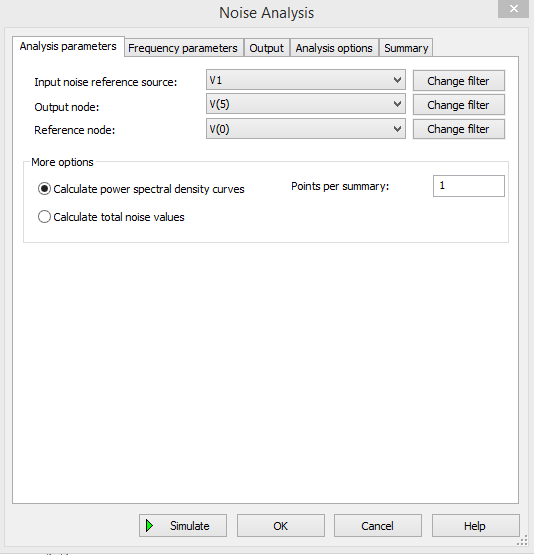 Noise Analysis
Analysis parameters Frequency parameters Output Analysis options Summary
Input noise reference source: V1 Change filter
Output node: V(5) Change filter
Reference node: V(0) Change filter
More options
Calculate power spectral density curves Points per summary: 1
Calculate total noise values
Simulate OK Cancel Help